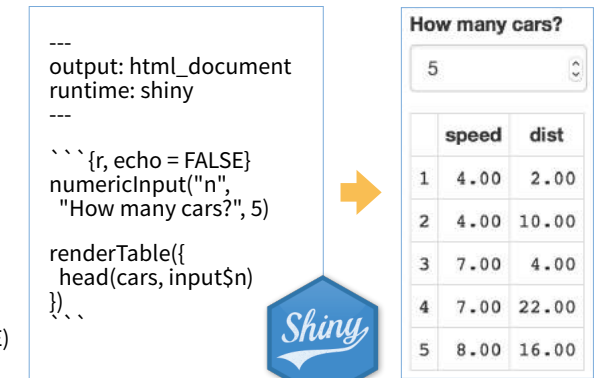 ---
output: html_document
runtime: shiny
---
```{r, echo = FALSE}
numericInput("n",
"How many cars?", 5)
renderTable({
head(cars, input$n)
})
```
Shiny
How many cars?
5
speed dist
1 4.00 2.00
2 4.00 10.00
3 7.00 4.00
4 7.00 22.00
5 8.00 16.00